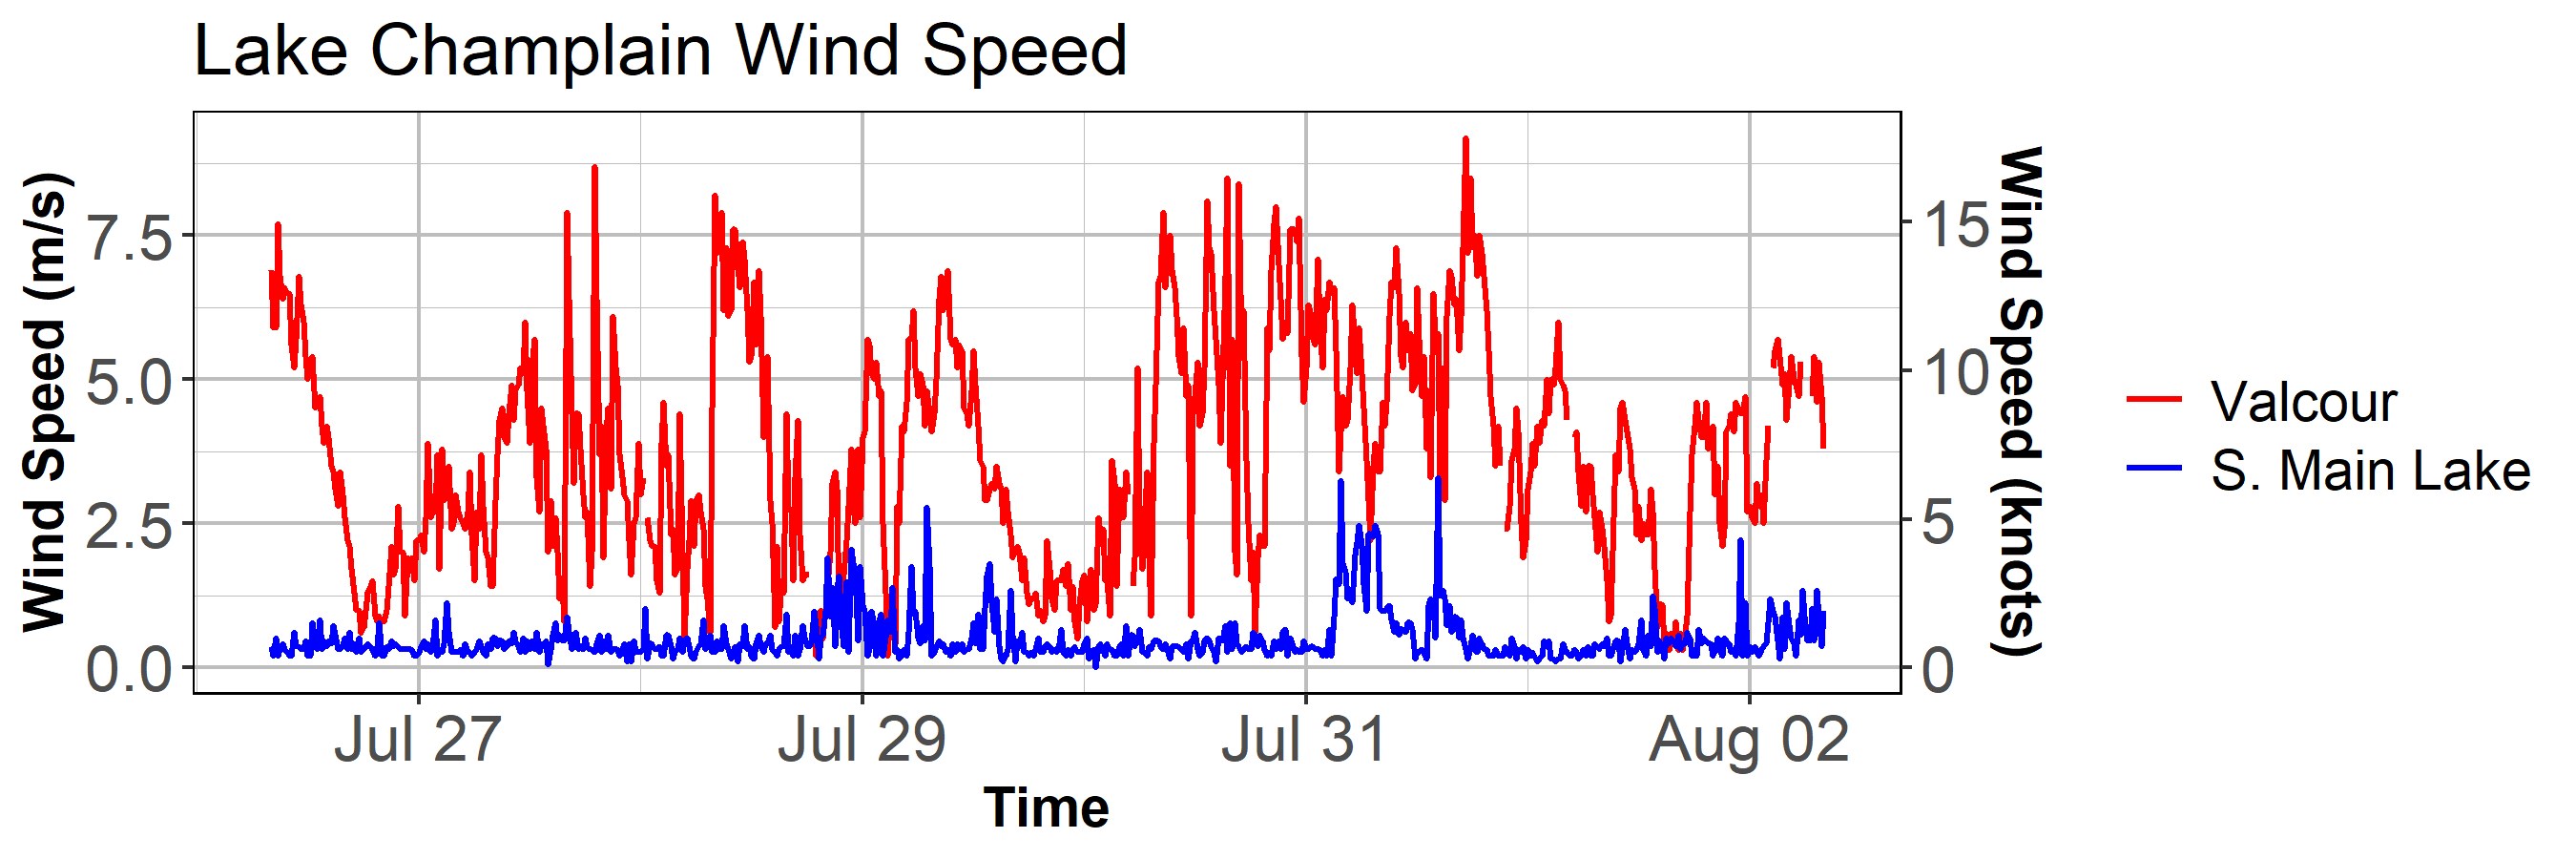 Lake Champlain Wind Speed
Wind Speed (m/s)
7.5
5.0
2.5
0.0
15
10
5
0
Wind Speed (knots)
Jul 27
Jul 29
Jul 31
Aug 02
Time
Valcour
S. Main Lake